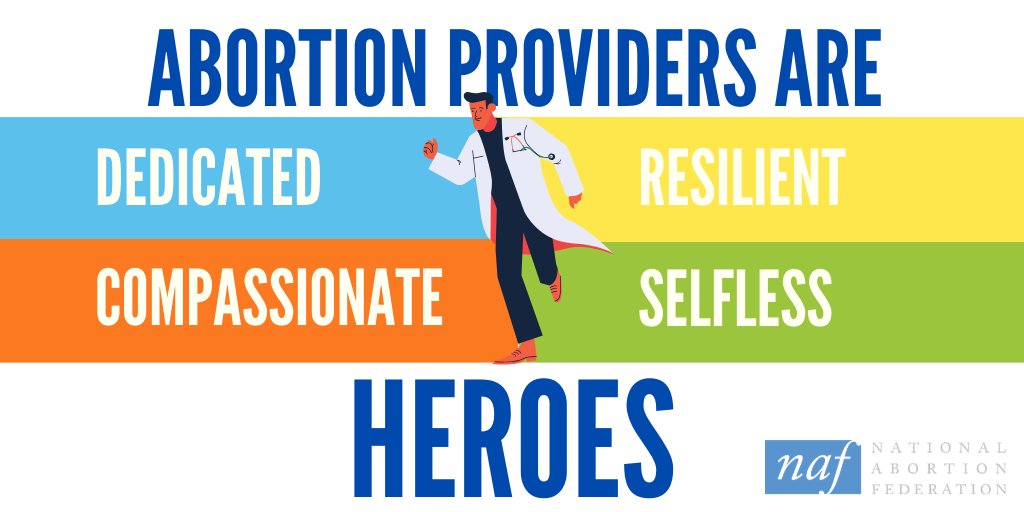 ABORTION PROVIDERS ARE
DEDICATED
RESILIENT
COMPASSIONATE
SELFLESS
HEROES
naf
NATIONAL
ABORTION
FEDERATION